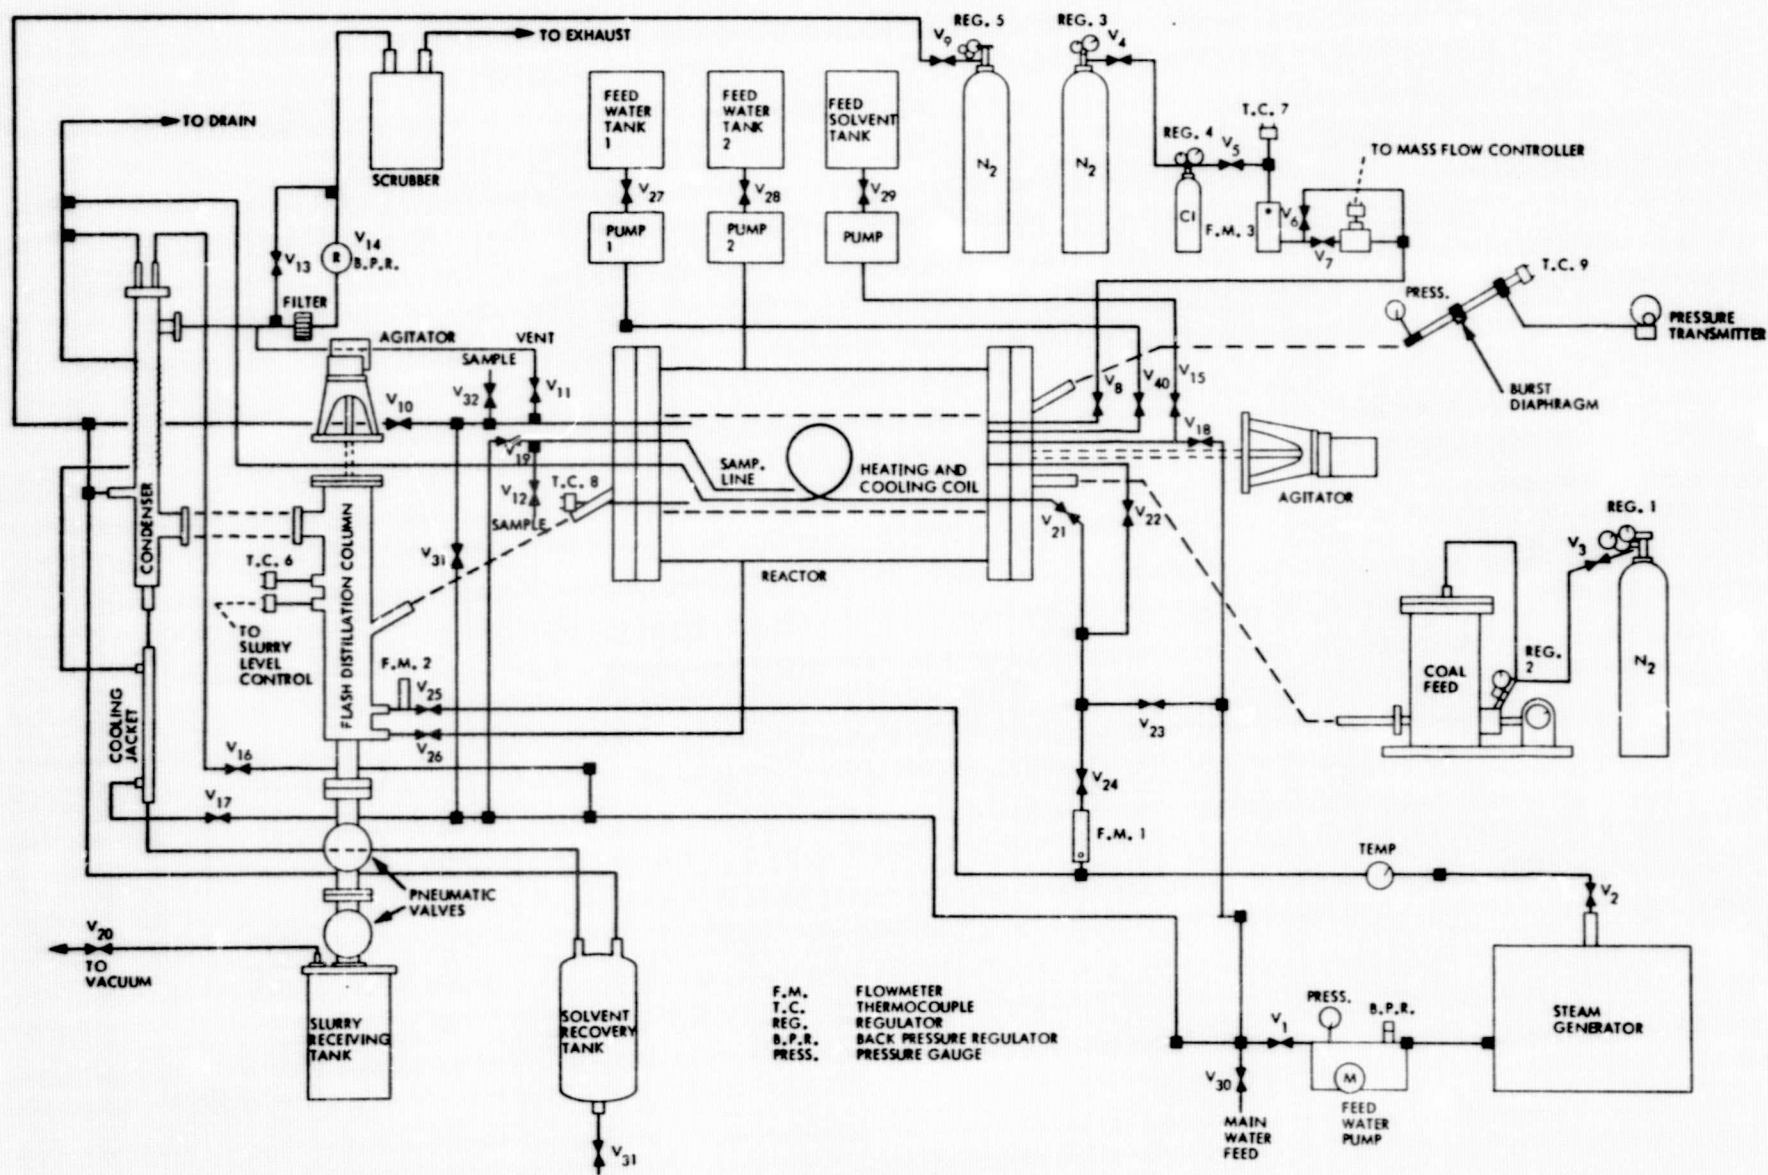 REG. 5
REG. 3
V9
V4
TO EXHAUST
FEED
WATER
TANK
1
FEED
WATER
TANK
2
FEED
SOLVENT
TANK
T.C. 7
TO DRAIN
REG. 4
V5
TO MASS FLOW CONTROLLER
N2
N2
SCRUBBER
V27
V28
V29
CI
F.M. 3
V6
V7
PUMP
1
PUMP
2
PUMP
V14
R
B.P.R.
V13
T.C. 9
FILTER
PRESS.
PRESSURE
TRANSMITTER
AGITATOR
VENT
SAMPLE
V32
V11
V8
V40
V15
BURST
DIAPHRAGM
V10
V18
V19
SAMP.
LINE
HEATING AND
COOLING COIL
T.C. 8
V12
SAMPLE
AGITATOR
V21
V22
REG. 1
V3
CONDENSER
T.C. 6
V31
REACTOR
TO
SLURRY
LEVEL
CONTROL
FLASH DISTILLATION COLUMN
REG.
2
COAL
FEED
N2
F.M. 2
V25
V26
V23
COOLING
JACKET
V16
V17
V24
F.M. 1
TEMP
V2
PNEUMATIC
VALVES
V20
TO
VACUUM
F.M. FLOWMETER
T.C. THERMOCOUPLE
REG. REGULATOR
B.P.R. BACK PRESSURE REGULATOR
PRESS. PRESSURE GAUGE
PRESS.
B.P.R.
V1
STEAM
GENERATOR
SLURRY
RECEIVING
TANK
SOLVENT
RECOVERY
TANK
V30
M
MAIN
WATER
FEED
FEED
WATER
PUMP
V31